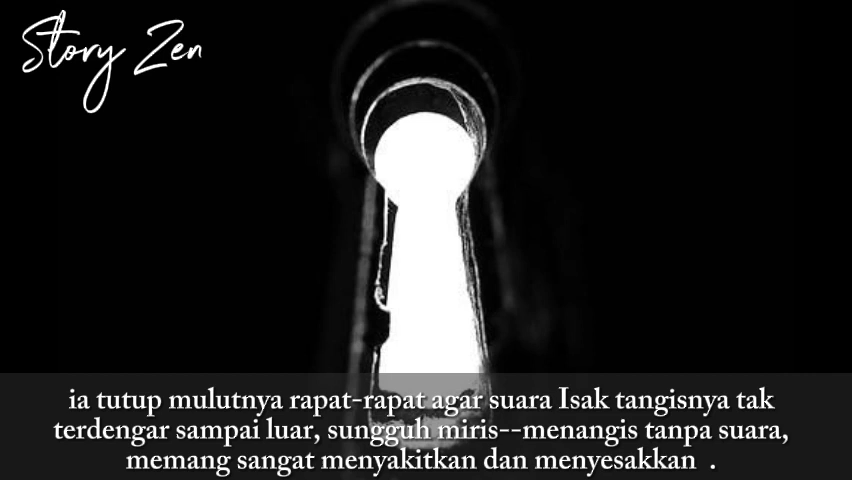 Story Zen
ia tutup mulutnya rapat-rapat agar suara Isak tangisnya tak
terdengar sampai luar, sungguh miris--menangis tanpa suara,
memang sangat menyakitkan dan menyesakkan  .